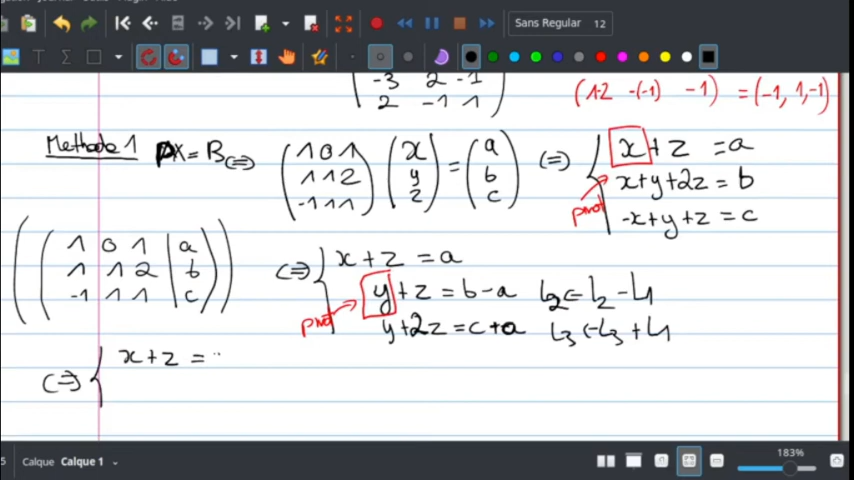 Sans Regular 12
-3 2 -1
2 -1 1
(1-2 -(-1) -1) = (-1, 1, -1)
Methode 1 AX = B <=> (1 0 1 / 1 1 2 / -1 1 1) (x / y / z) = (a / b / c) <=> { x + z = a
x + y + 2z = b
pivot
-x + y + z = c
((1 0 1 | a
1 1 2 | b
-1 1 1 | c))
<=> { x + z = a
y + z = b - a L2 <- L2 - L1
pivot
y + 2z = c + a L3 <- L3 + L1
<=> { x + z =
5 Calque Calque 1 183%